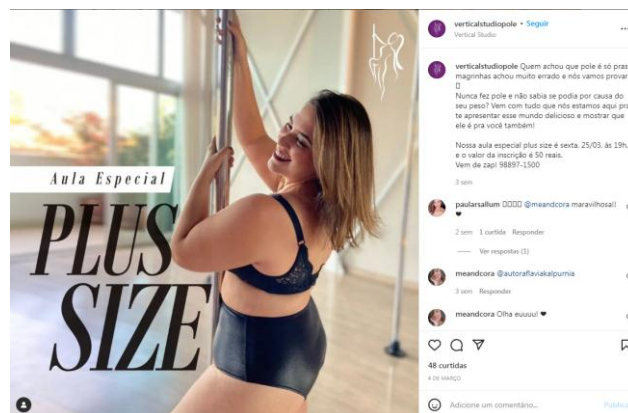 Aula Especial
PLUS
SIZE
verticalstudiopole • Seguir
Vertical Studio
verticalstudiopole Quem achou que pole é só pras
magrinhas achou muito errado e nós vamos provar
Nunca fez pole e não sabia se podia por causa do
seu peso? Vem com tudo que nós estamos aqui pra
te apresentar esse mundo delicioso e mostrar que
ele é pra você também!
Nossa aula especial plus size é sexta, 25/03, às 19h,
e o valor da inscrição é 50 reais.
Vem de zap! 98897-1500
3 sem
paularsallum @meandcora maravilhosa!!
❤
2 sem 1 curtida Responder
Ver respostas (1)
meandcora @autoraflaviakalpurnia
3 sem Responder
meandcora Olha euuuu! ❤
48 curtidas
4 DE MARÇO
Adicione um comentário...
Publicar